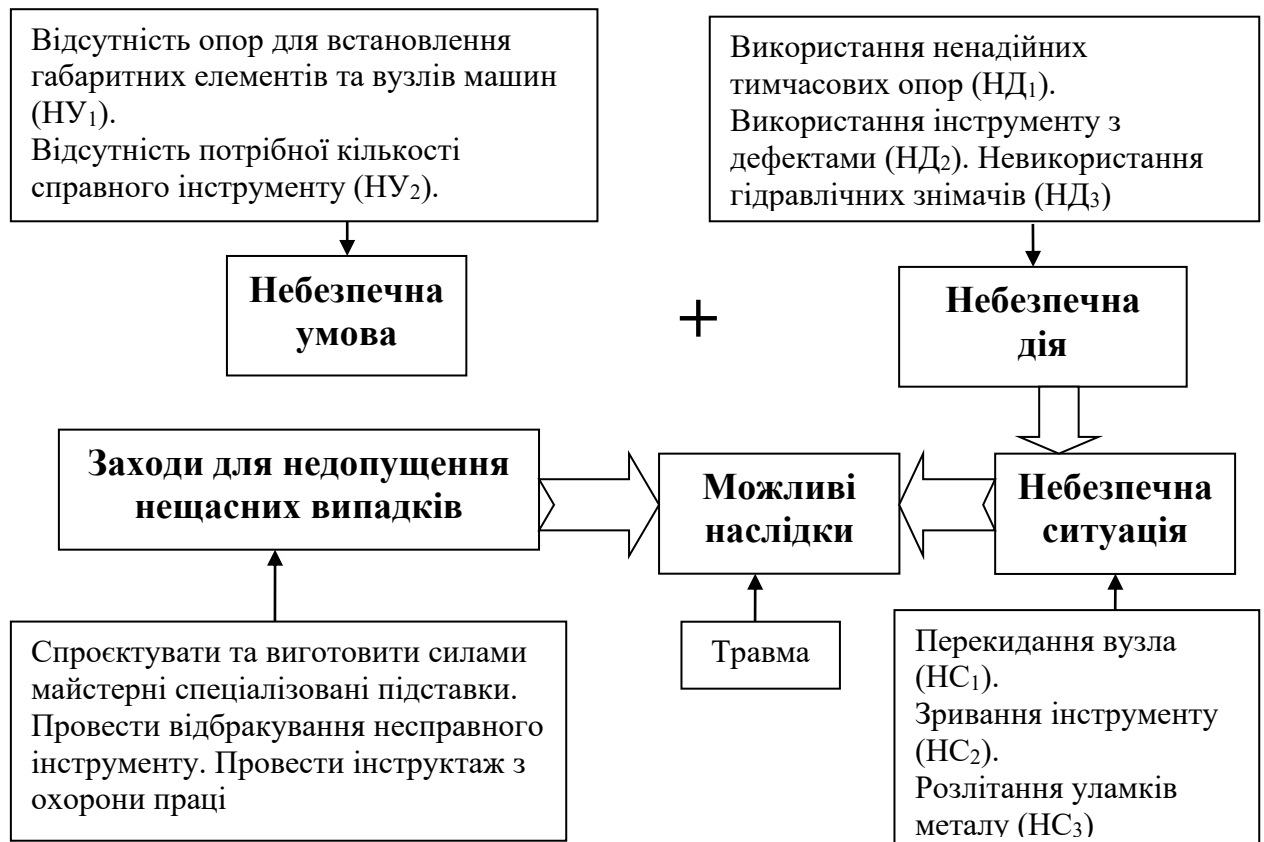 Відсутність опор для встановлення
габаритних елементів та вузлів машин
(НУ₁).
Відсутність потрібної кількості
справного інструменту (НУ₂).
Використання ненадійних
тимчасових опор (НД₁).
Використання інструменту з
дефектами (НД₂). Невикористання
гідравлічних знімачів (НД₃)
Небезпечна
умова
+
Небезпечна
дія
Заходи для недопущення
нещасних випадків
Можливі
наслідки
Небезпечна
ситуація
Спроєктувати та виготовити силами
майстерні спеціалізовані підставки.
Провести відбракування несправного
інструменту. Провести інструктаж з
охорони праці
Травма
Перекидання вузла
(НС₁).
Зривання інструменту
(НС₂).
Розлітання уламків
металу (НС₃)